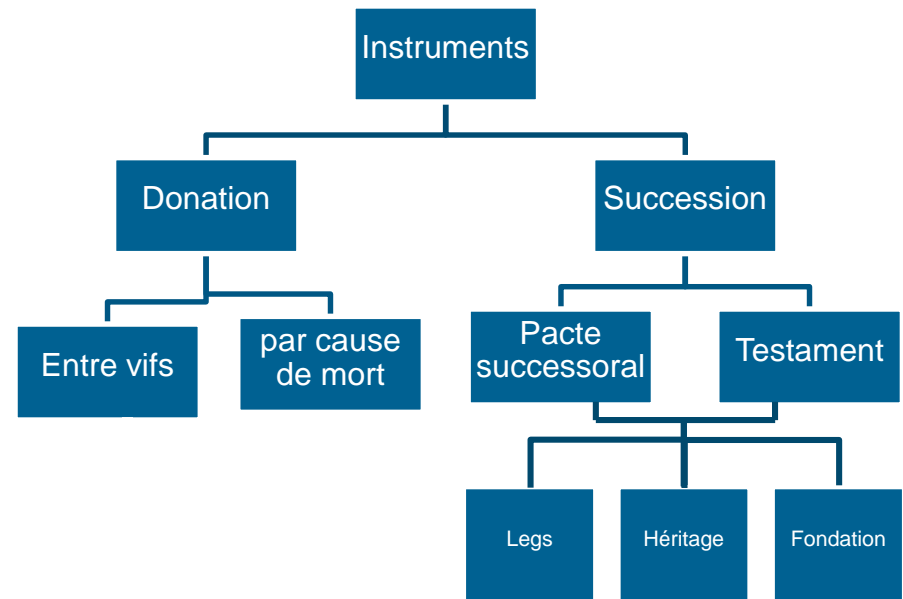 Instruments
Donation
Succession
Entre vifs
par cause
de mort
Pacte
successoral
Testament
Legs
Héritage
Fondation